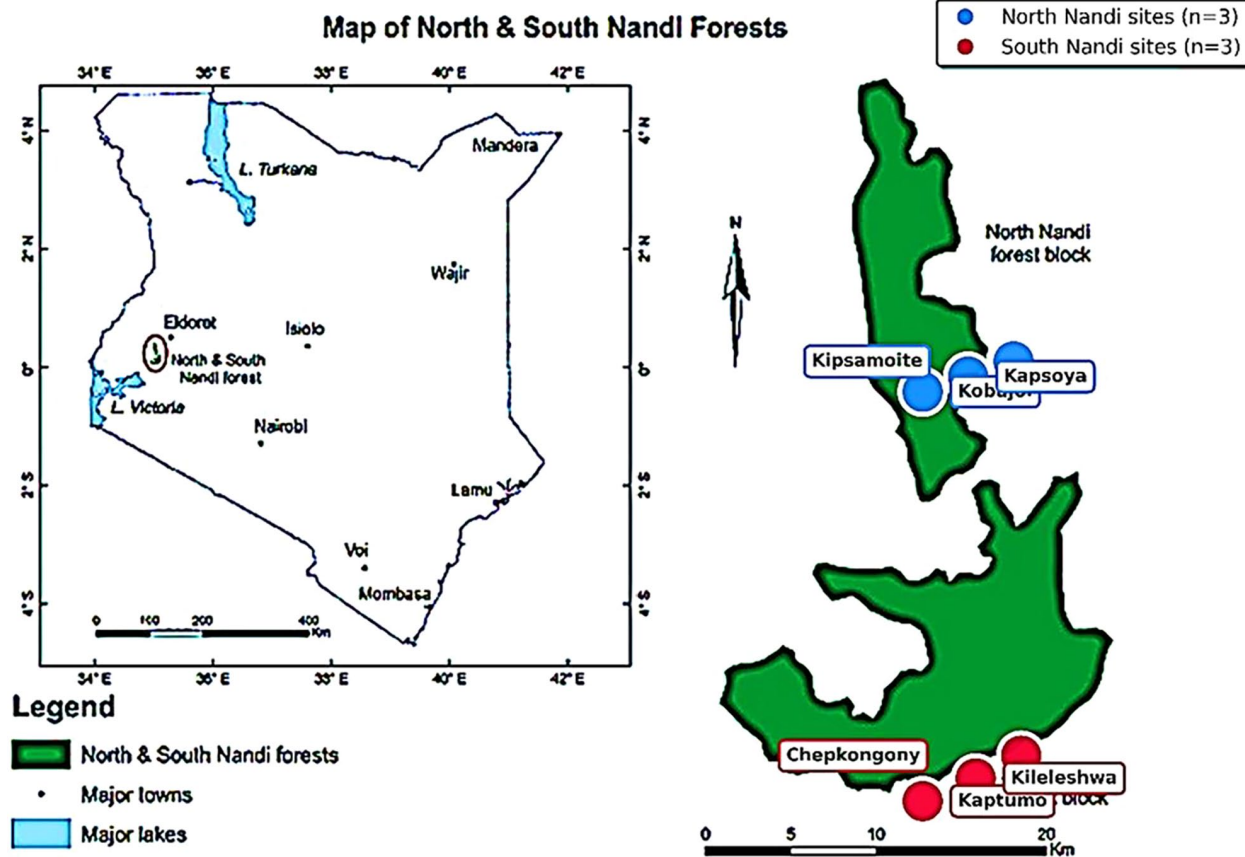 Map of North & South Nandi Forests
North Nandi sites (n=3)
South Nandi sites (n=3)
34°E 36°E 38°E 40°E 42°E
4°N
2°N
0°
2°S
4°S
4°N
2°N
0°
2°S
4°S
Mandera
L. Turkana
Wajir
Eldoret
Isiolo
North & South
Nandi forest
L. Victoria
Nairobi
Lamu
Voi
Mombasa
0 100 200 400
Km
34°E 36°E 38°E 40°E 42°E
Legend
North & South Nandi forests
Major towns
Major lakes
N
North Nandi
forest block
Kipsamoite
Kapsoya
Chepkongony
Kileleshwa
Kaptumo
block
0 5 10 20
Km